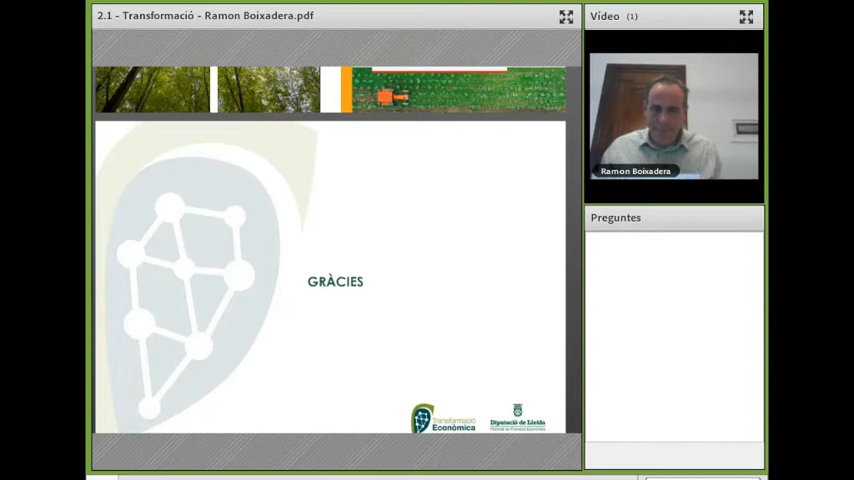 2.1 - Transformació - Ramon Boixadera.pdf
Vídeo (1)
Ramon Boixadera
Preguntes
GRÀCIES
Transformació
Econòmica
Diputació de Lleida